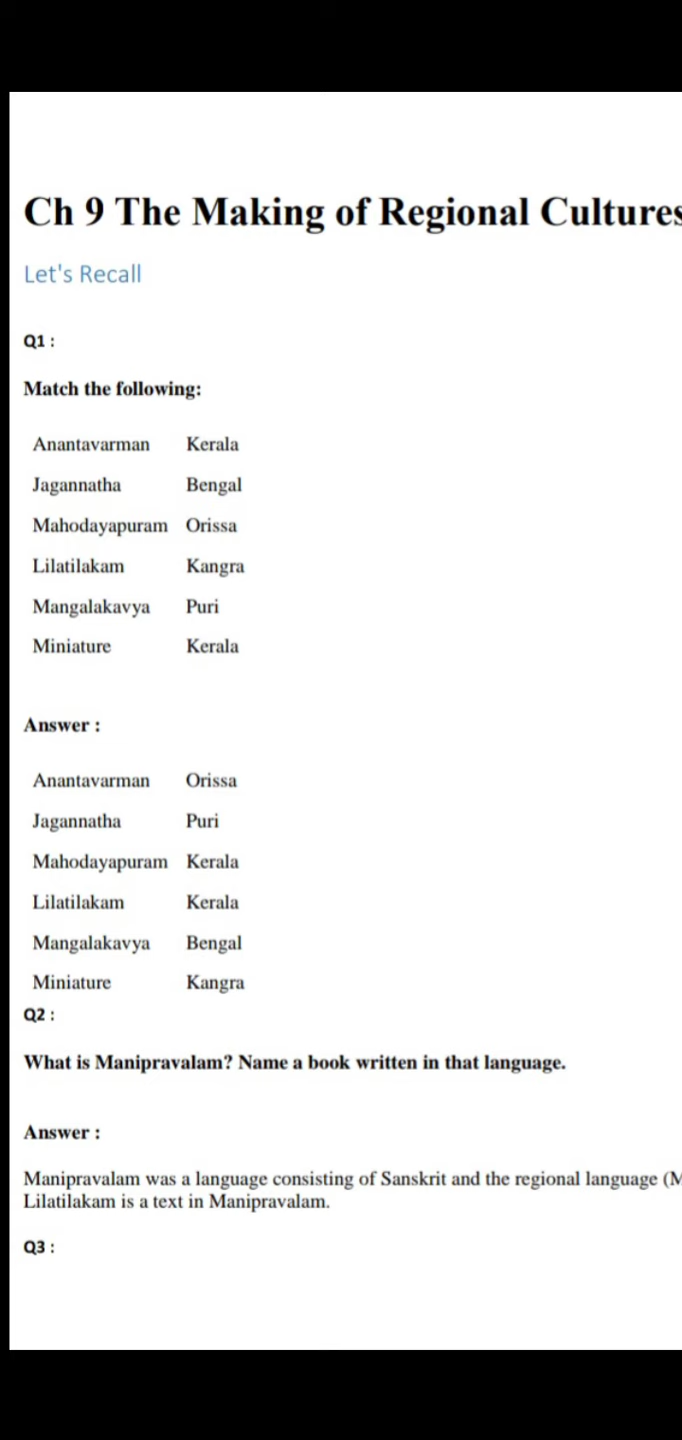 Ch 9 The Making of Regional Cultures
Let's Recall
Q1 :
Match the following:
Anantavarman Kerala
Jagannatha Bengal
Mahodayapuram Orissa
Lilatilakam Kangra
Mangalakavya Puri
Miniature Kerala
Answer :
Anantavarman Orissa
Jagannatha Puri
Mahodayapuram Kerala
Lilatilakam Kerala
Mangalakavya Bengal
Miniature Kangra
Q2 :
What is Manipravalam? Name a book written in that language.
Answer :
Manipravalam was a language consisting of Sanskrit and the regional language (
Lilatilakam is a text in Manipravalam.
Q3 :